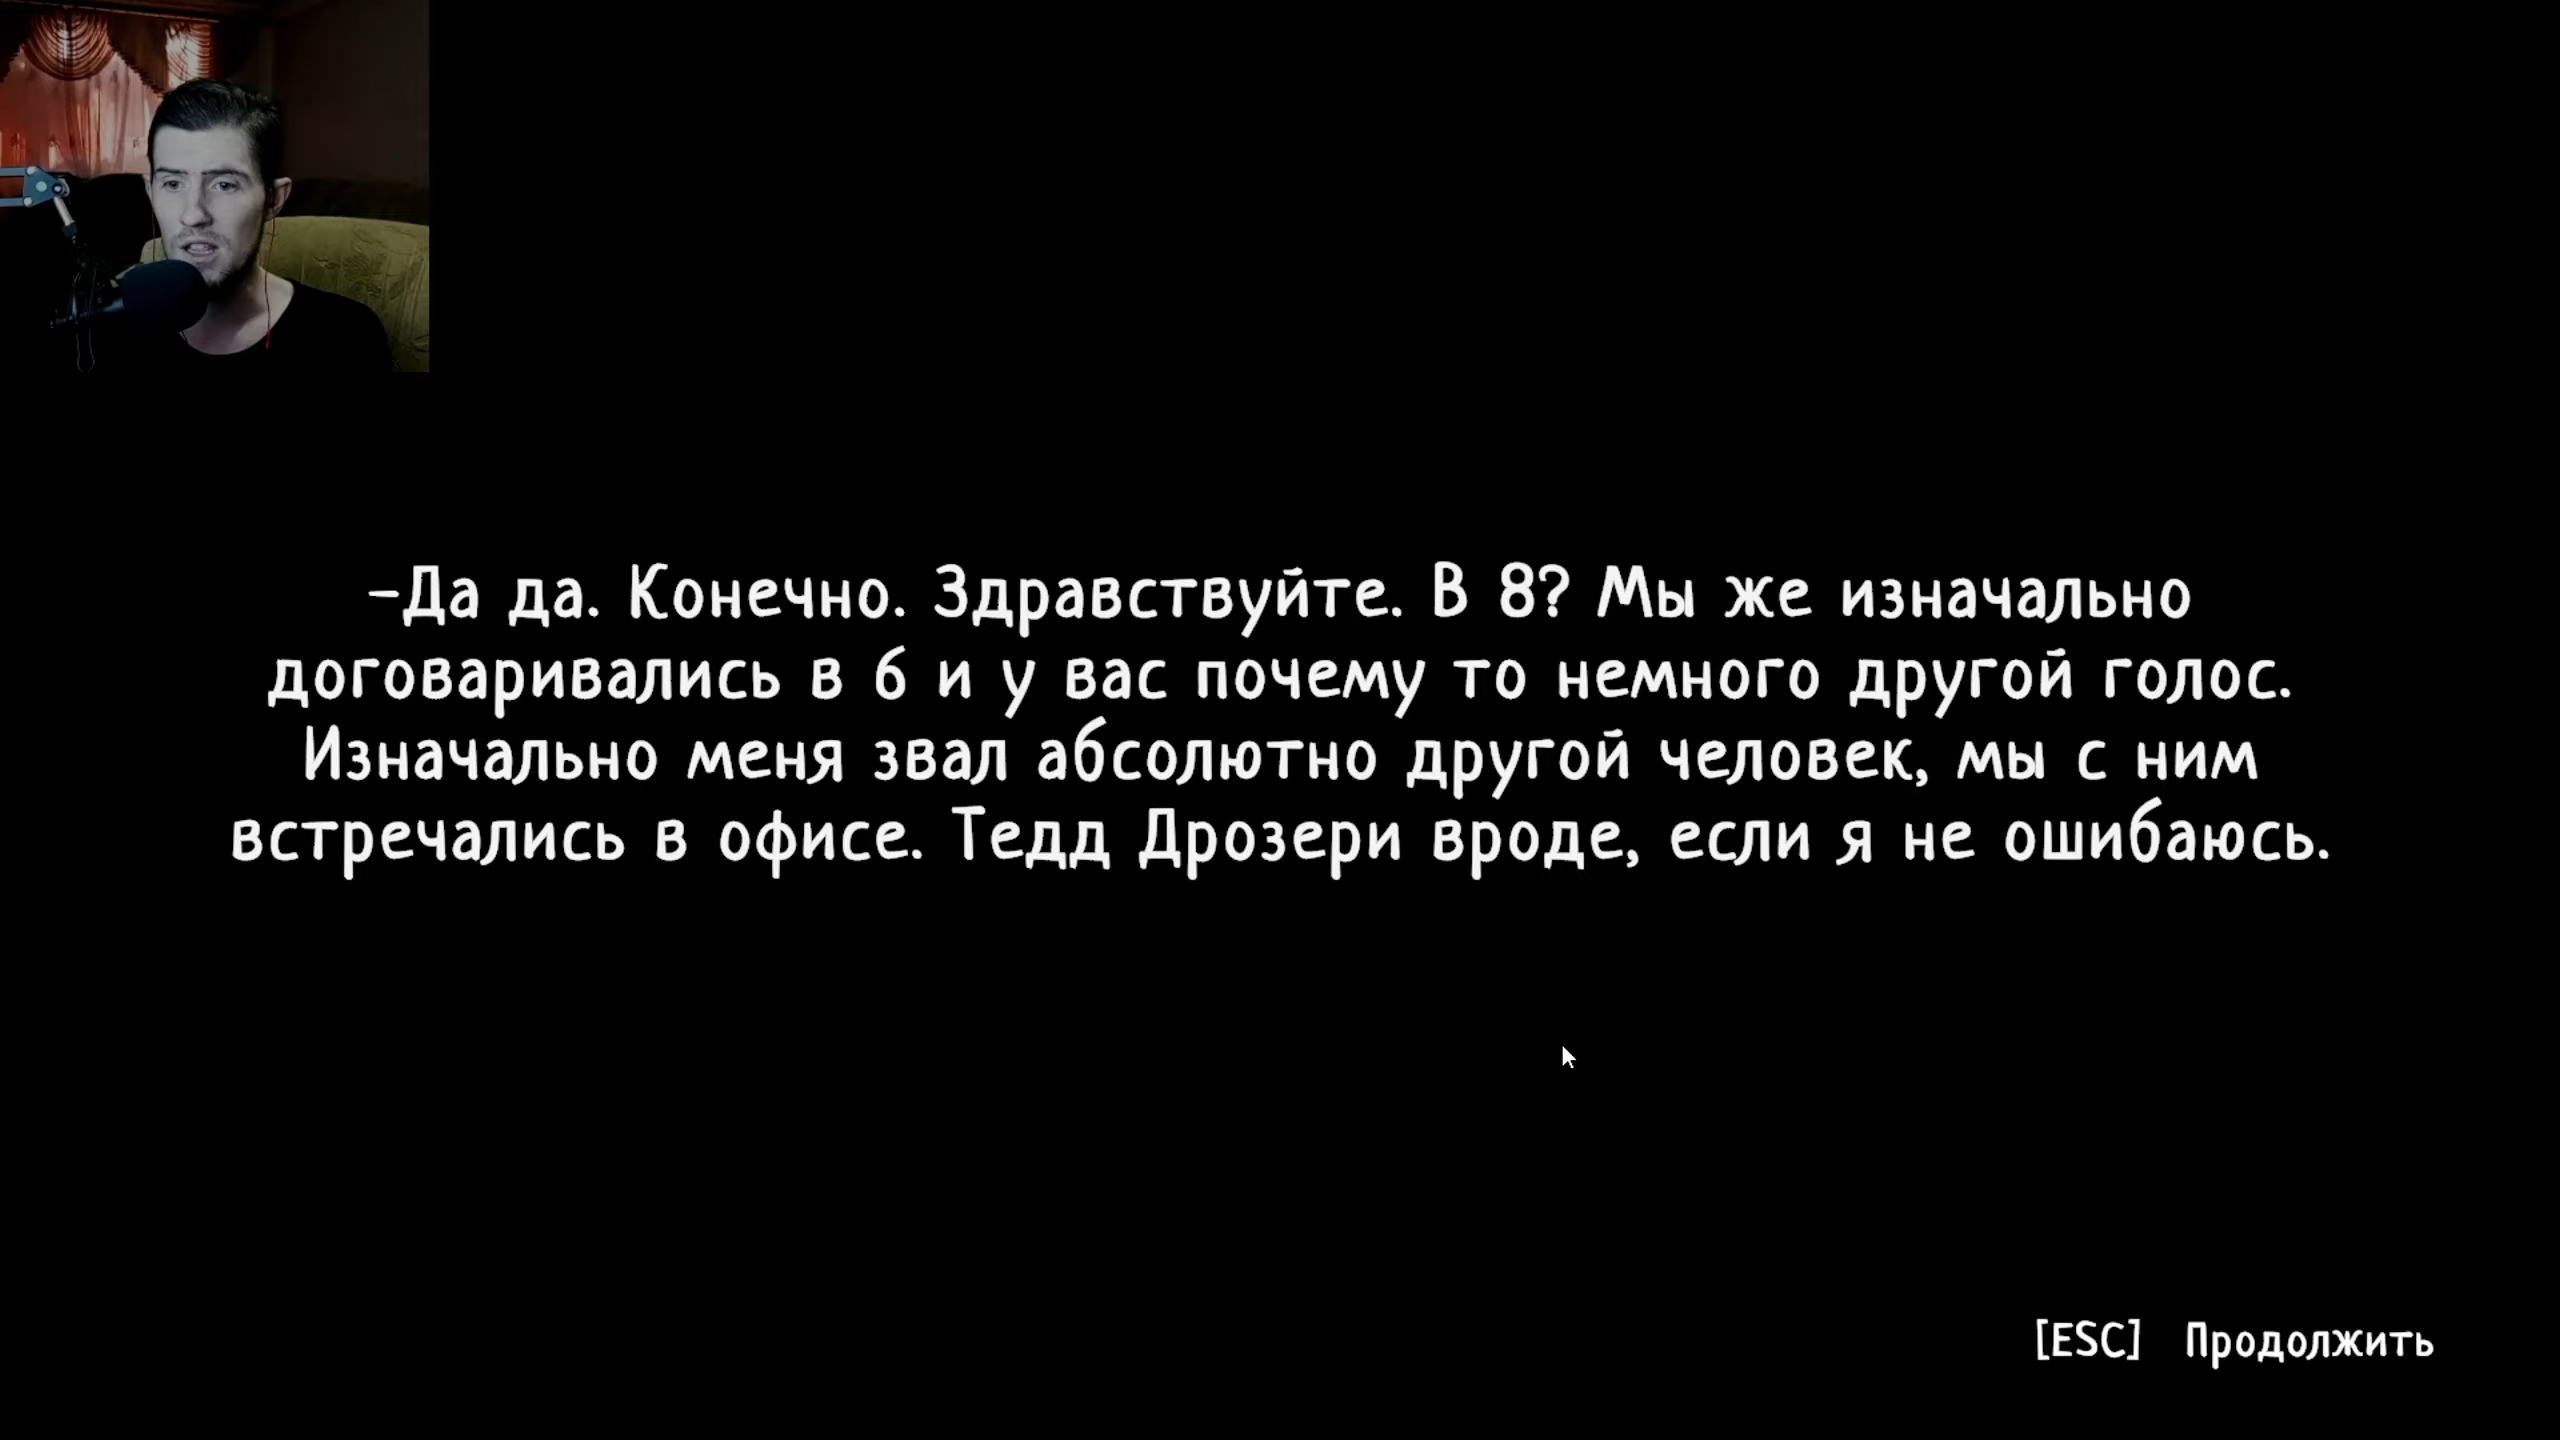 -Да да. Конечно. Здравствуйте. В 8? Мы же изначально
договаривались в 6 и у вас почему то немного другой голос.
Изначально меня звал абсолютно другой человек, мы с ним
встречались в офисе. Тедд Дрозери вроде, если я не ошибаюсь.
[ESC] Продолжить